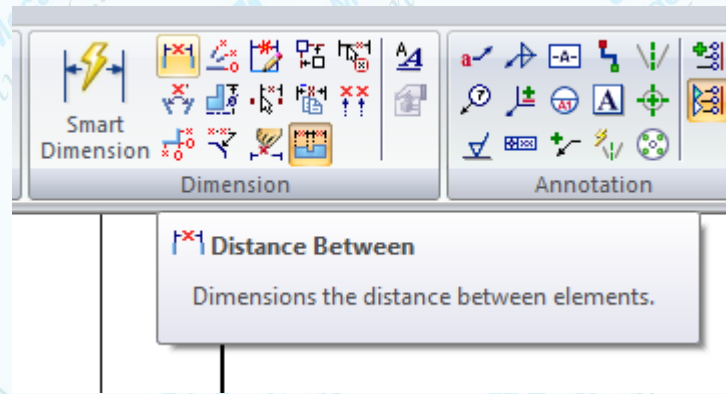 Smart
Dimension
Dimension
Annotation
Distance Between
Dimensions the distance between elements.